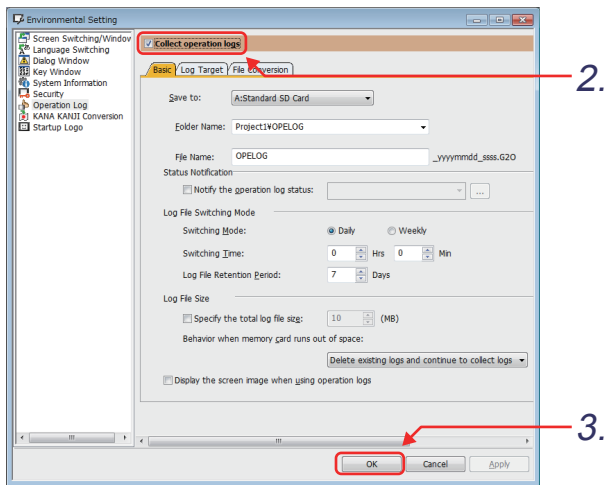 Environmental Setting
Screen Switching/Window
Language Switching
Dialog Window
Key Window
System Information
Security
Operation Log
KANA KANJI Conversion
Startup Logo
Collect operation logs
2.
Basic Log Target File Conversion
Save to: A:Standard SD Card
Folder Name: Project1¥OPELOG
File Name: OPELOG _yyyymmdd_ssss.G2O
Status Notification
Notify the operation log status: ...
Log File Switching Mode
Switching Mode: Daily Weekly
Switching Time: 0 Hrs 0 Min
Log File Retention Period: 7 Days
Log File Size
Specify the total log file size: 10 (MB)
Behavior when memory card runs out of space:
Delete existing logs and continue to collect logs
Display the screen image when using operation logs
3.
OK Cancel Apply